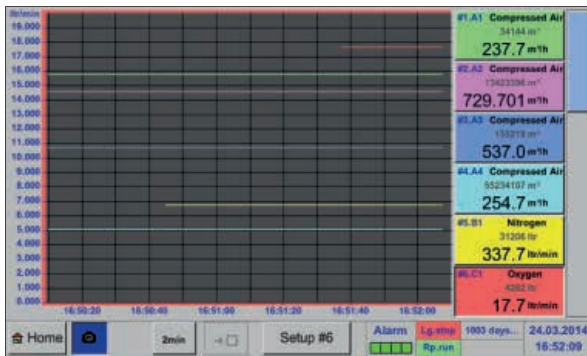 ltr/min
19.000
18.000
17.000
16.000
15.000
14.000
13.000
12.000
11.000
10.000
9.000
8.000
7.000
6.000
5.000
4.000
3.000
2.000
1.000
0.000
16:50:20 16:50:40 16:51:00 16:51:20 16:51:40 16:52:00
#1.A1 Compressed Air
34144 m³
237.7 m³/h
#2.A2 Compressed Air
13423396 m³
729.701 m³/h
#3.A3 Compressed Air
m³
537.0 m³/h
#4.A4 Compressed Air
55234107 m³
254.7 m³/h
#5.B1 Nitrogen
31206 ltr
337.7 ltr/min
#6.C1 Oxygen
4262 ltr
17.7 ltr/min
Home
2min
Setup #6
Alarm
Lg.stop
Rp.run
1003 days...
24.03.2014
16:52:09